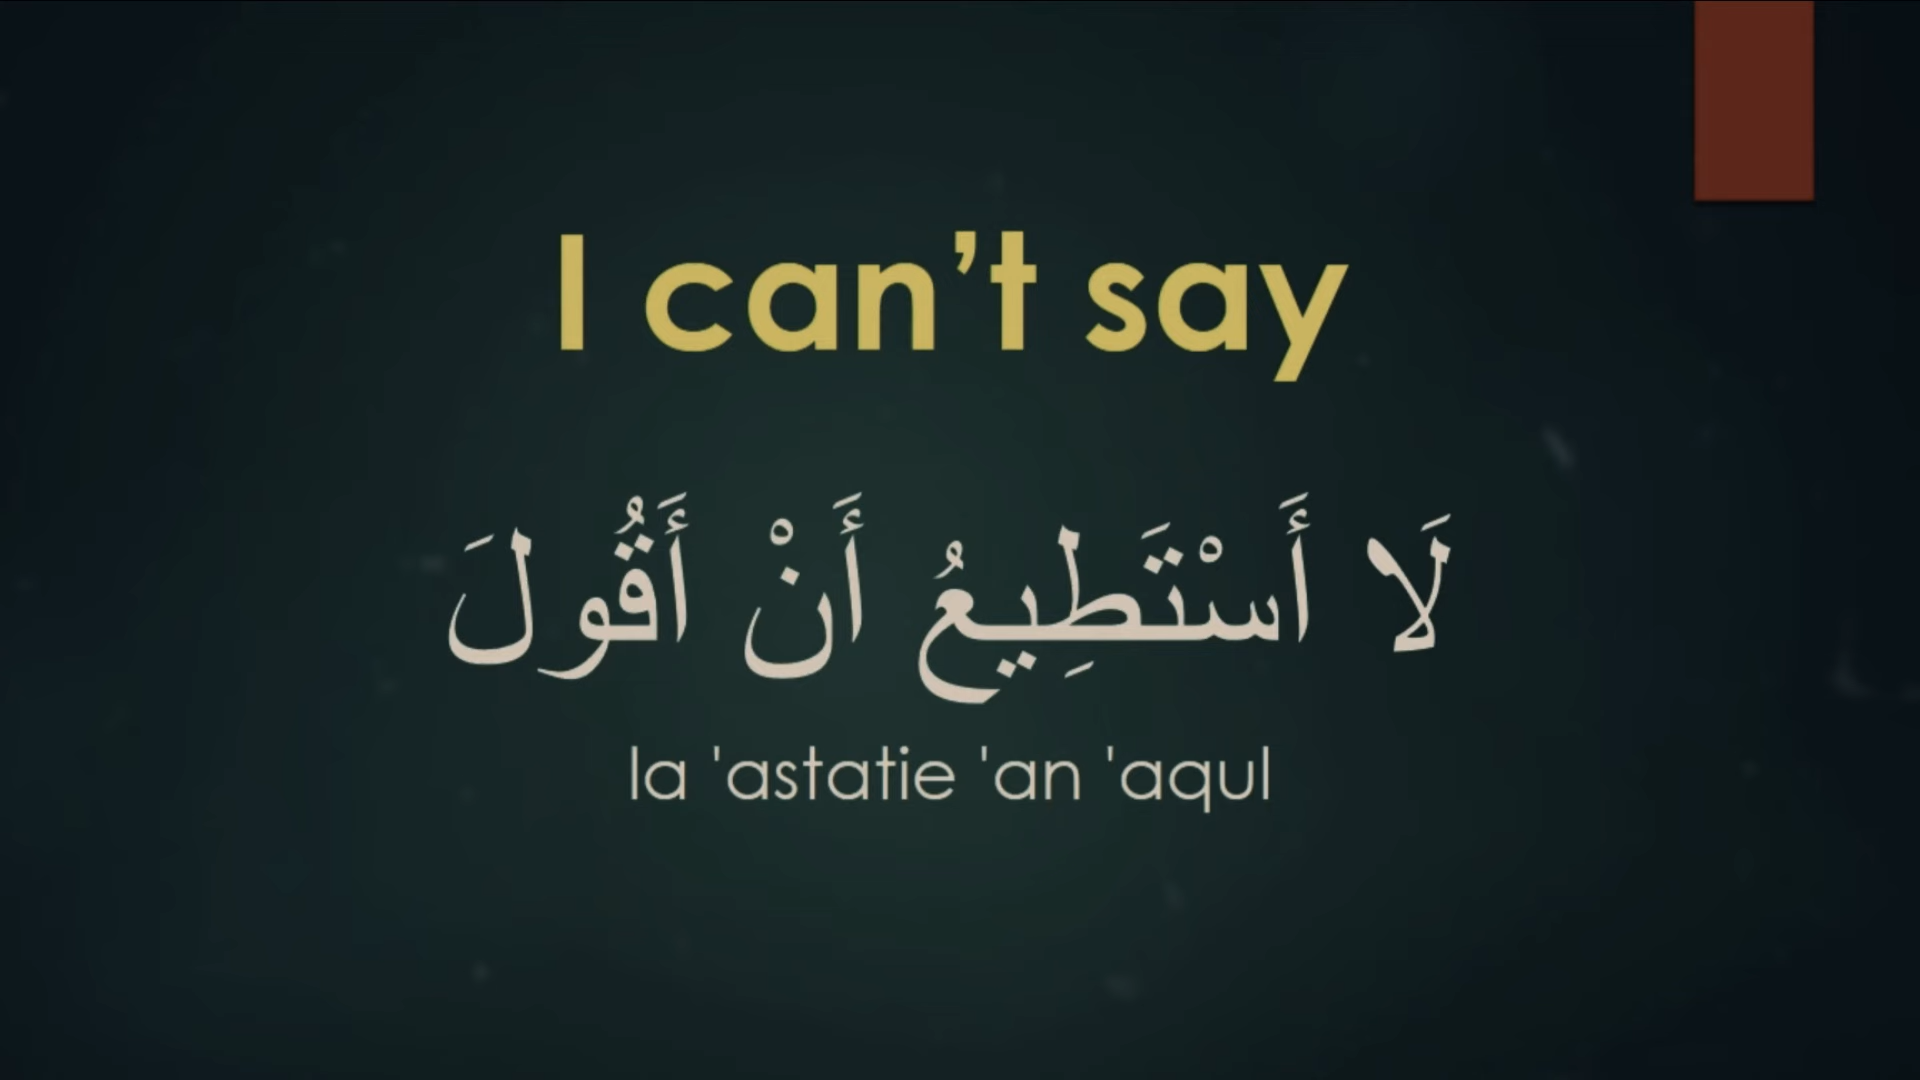 I can’t say
لَا أَسْتَطِيعُ أَنْ أَقُولَ
la 'astatie 'an 'aqul